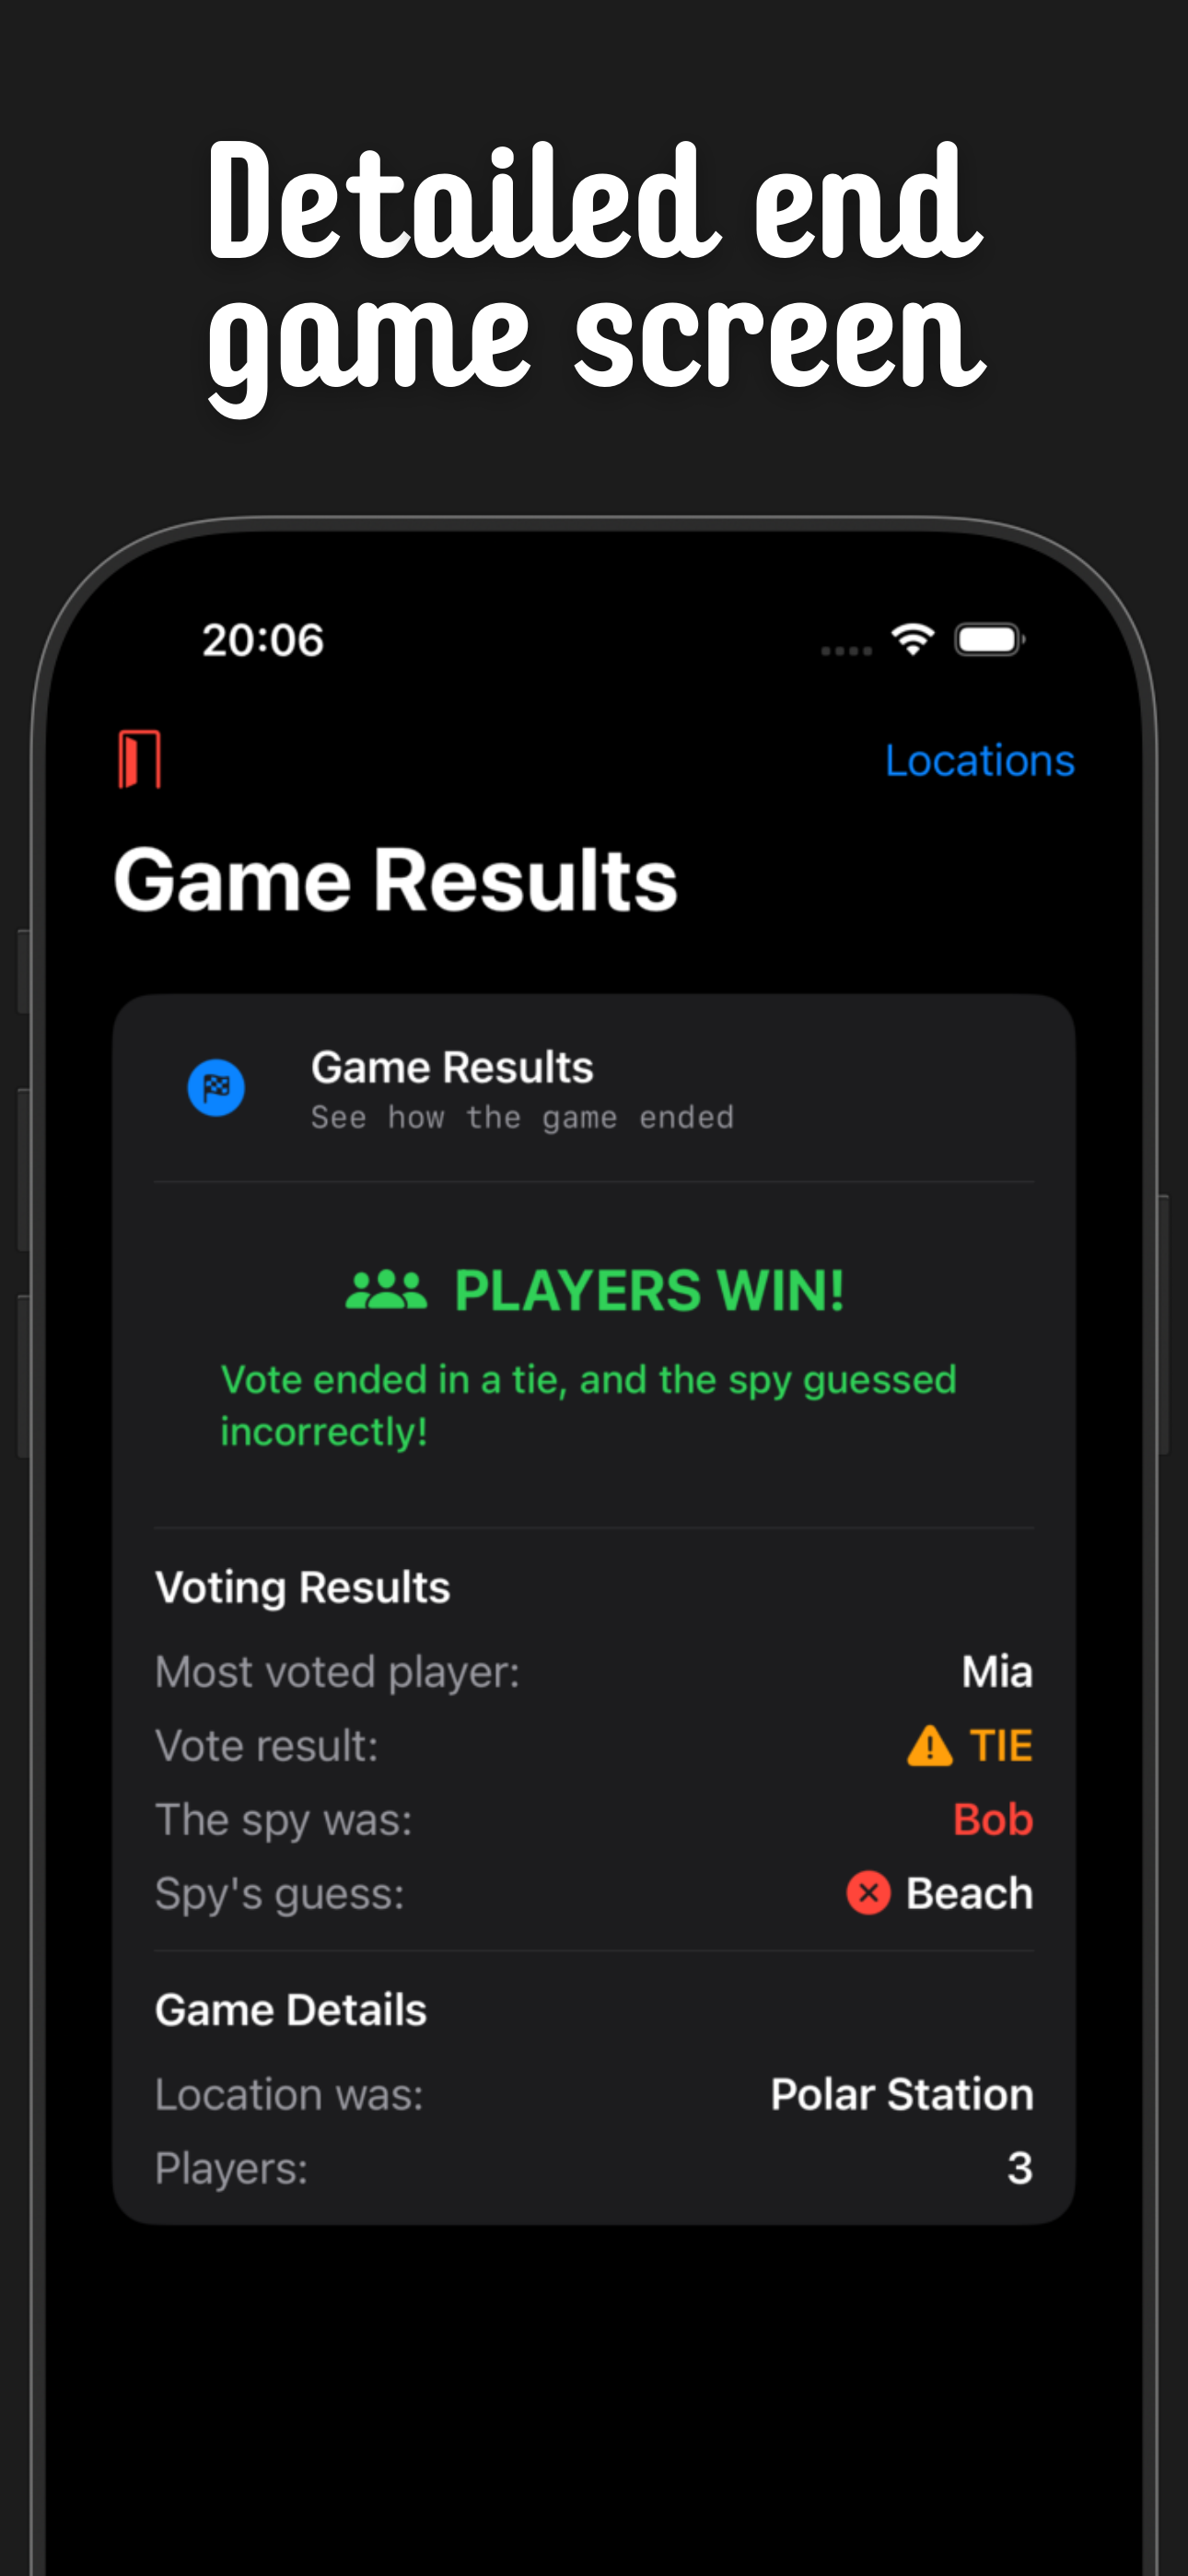 Detailed end
game screen
20:06
Locations
Game Results
Game Results
See how the game ended
PLAYERS WIN!
Vote ended in a tie, and the spy guessed
incorrectly!
Voting Results
Most voted player: Mia
Vote result: TIE
The spy was: Bob
Spy's guess: Beach
Game Details
Location was: Polar Station
Players: 3